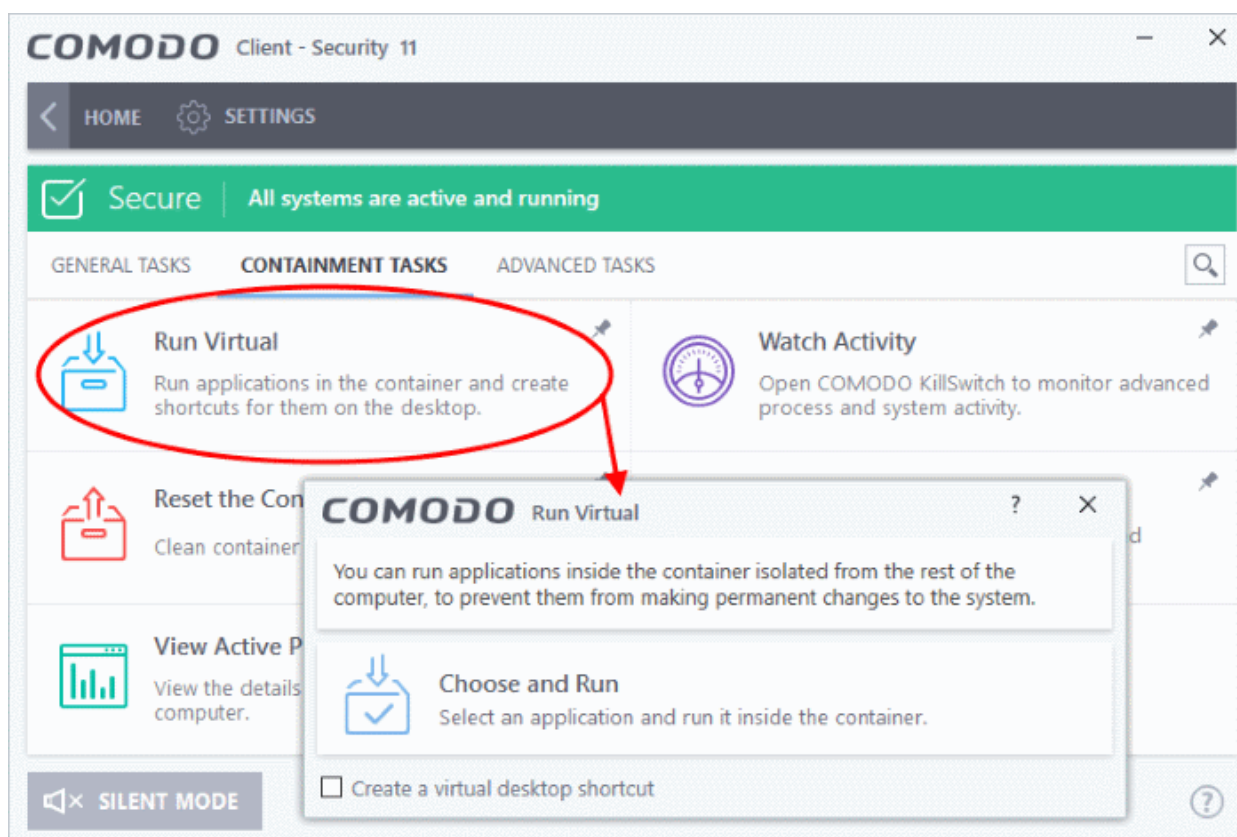 COMODO Client - Security 11
HOME SETTINGS
Secure All systems are active and running
GENERAL TASKS CONTAINMENT TASKS ADVANCED TASKS
Run Virtual
Run applications in the container and create
shortcuts for them on the desktop.
Watch Activity
Open COMODO KillSwitch to monitor advanced
process and system activity.
Reset the Con
Clean container
d
View Active P
View the details
computer.
COMODO Run Virtual ?
You can run applications inside the container isolated from the rest of the
computer, to prevent them from making permanent changes to the system.
Choose and Run
Select an application and run it inside the container.
Create a virtual desktop shortcut
SILENT MODE
?